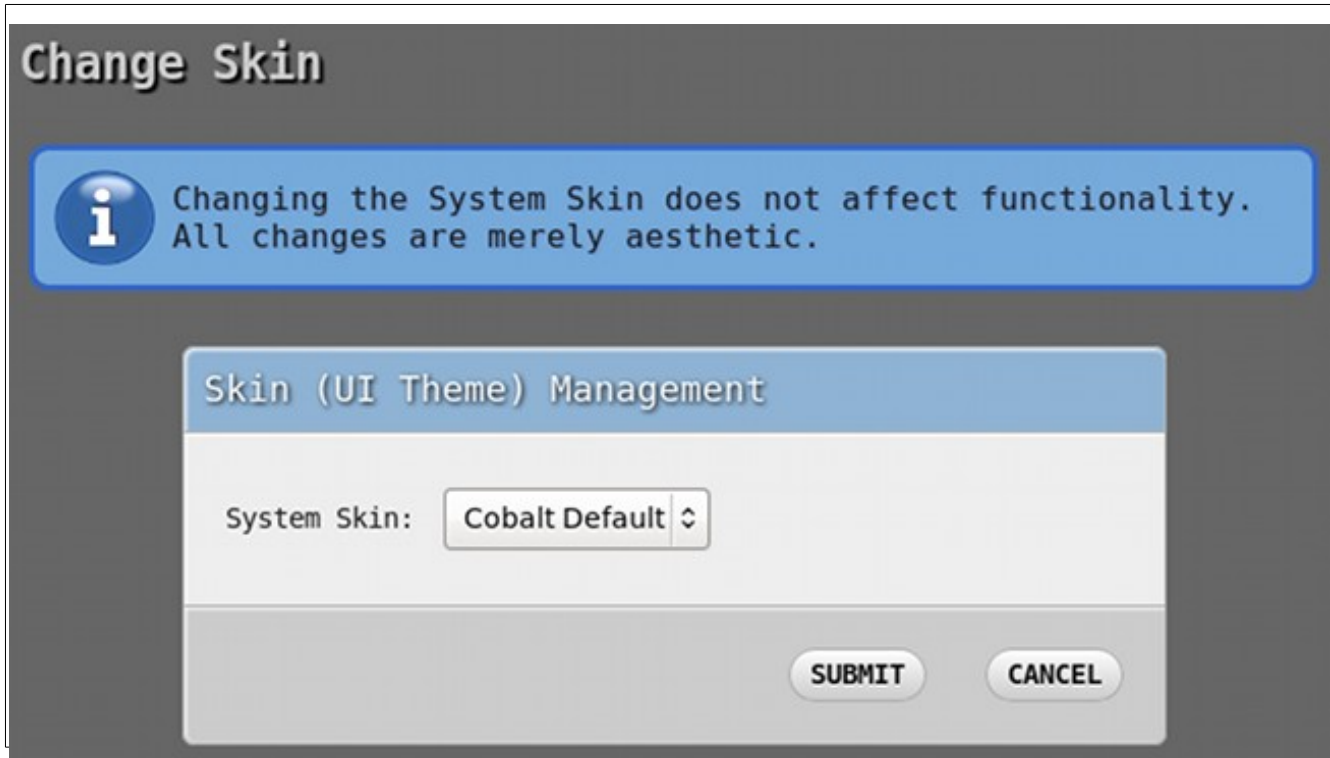 Change Skin
Changing the System Skin does not affect functionality.
All changes are merely aesthetic.
Skin (UI Theme) Management
System Skin: Cobalt Default
SUBMIT CANCEL